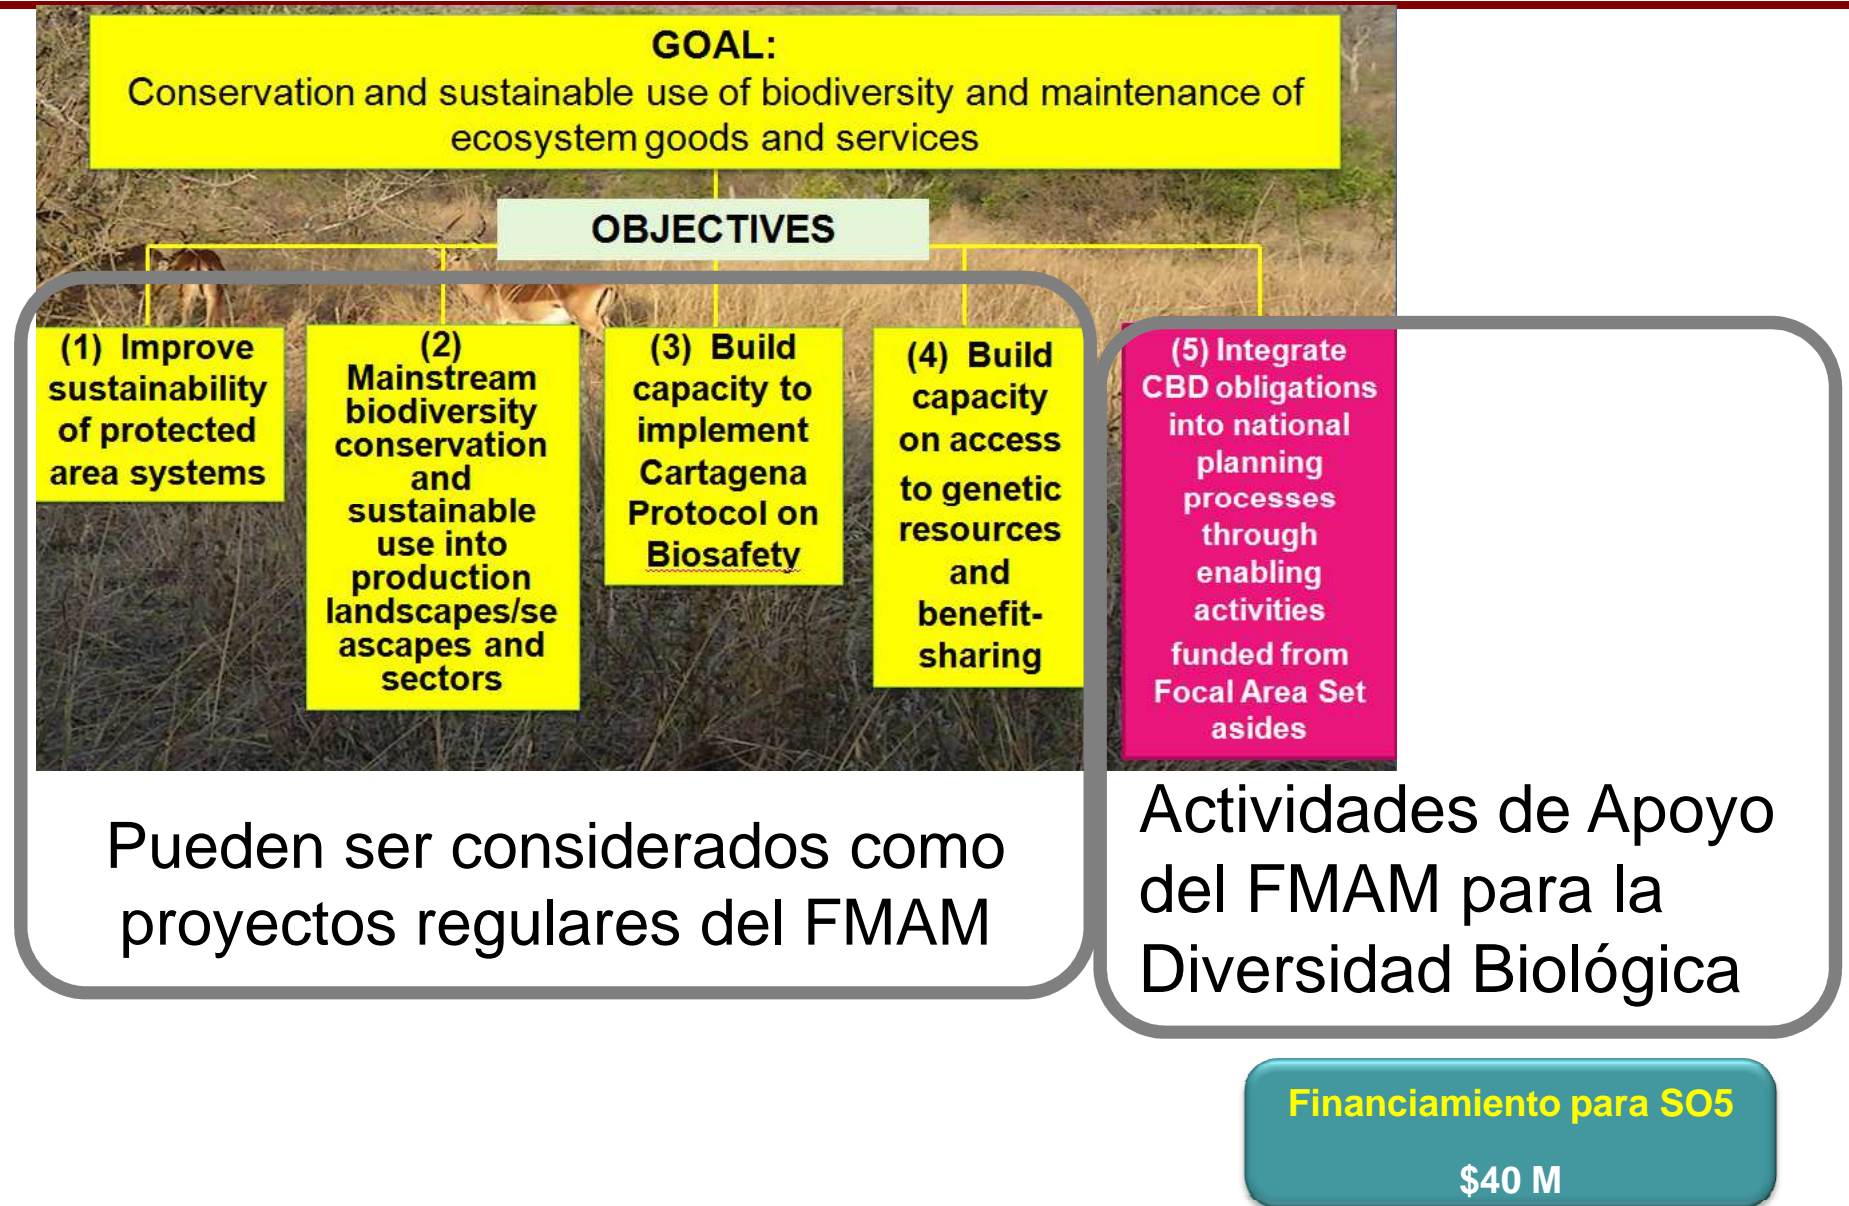 GOAL:
Conservation and sustainable use of biodiversity and maintenance of
ecosystem goods and services
OBJECTIVES
(1) Improve
sustainability
of protected
area systems
(2)
Mainstream
biodiversity
conservation
and
sustainable
use into
production
landscapes/se
ascapes and
sectors
(3) Build
capacity to
implement
Cartagena
Protocol on
Biosafety
(4) Build
capacity
on access
to genetic
resources
and
benefit-
sharing
(5) Integrate
CBD obligations
into national
planning
processes
through
enabling
activities
funded from
Focal Area Set
asides
Pueden ser considerados como
proyectos regulares del FMAM
Actividades de Apoyo
del FMAM para la
Diversidad Biológica
Financiamiento para SO5
$40 M